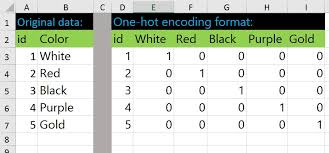 A B C D E F G H I
1 Original data: One-hot encoding format:
2 id Color id White Red Black Purple Gold
3 1 White 1 1 0 0 0 0
4 2 Red 2 0 1 0 0 0
5 3 Black 3 0 0 1 0 0
6 4 Purple 4 0 0 0 1 0
7 5 Gold 5 0 0 0 0 1